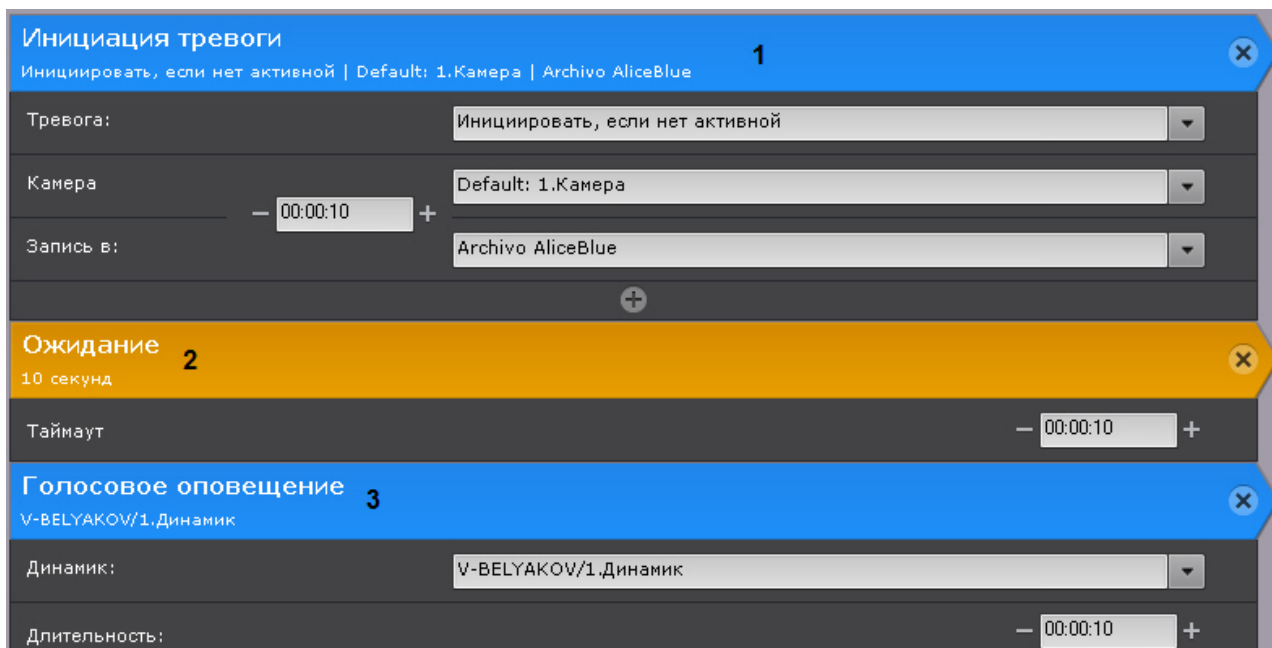 Инициация тревоги
1
Инициировать, если нет активной | Default: 1.Камера | Archivo AliceBlue
Тревога:
Инициировать, если нет активной
Камера
Default: 1.Камера
00:00:10
Запись в:
Archivo AliceBlue
Ожидание
2
10 секунд
Таймаут
00:00:10
Голосовое оповещение
3
V-BELYAKOV/1.Динамик
Динамик:
V-BELYAKOV/1.Динамик
Длительность:
00:00:10